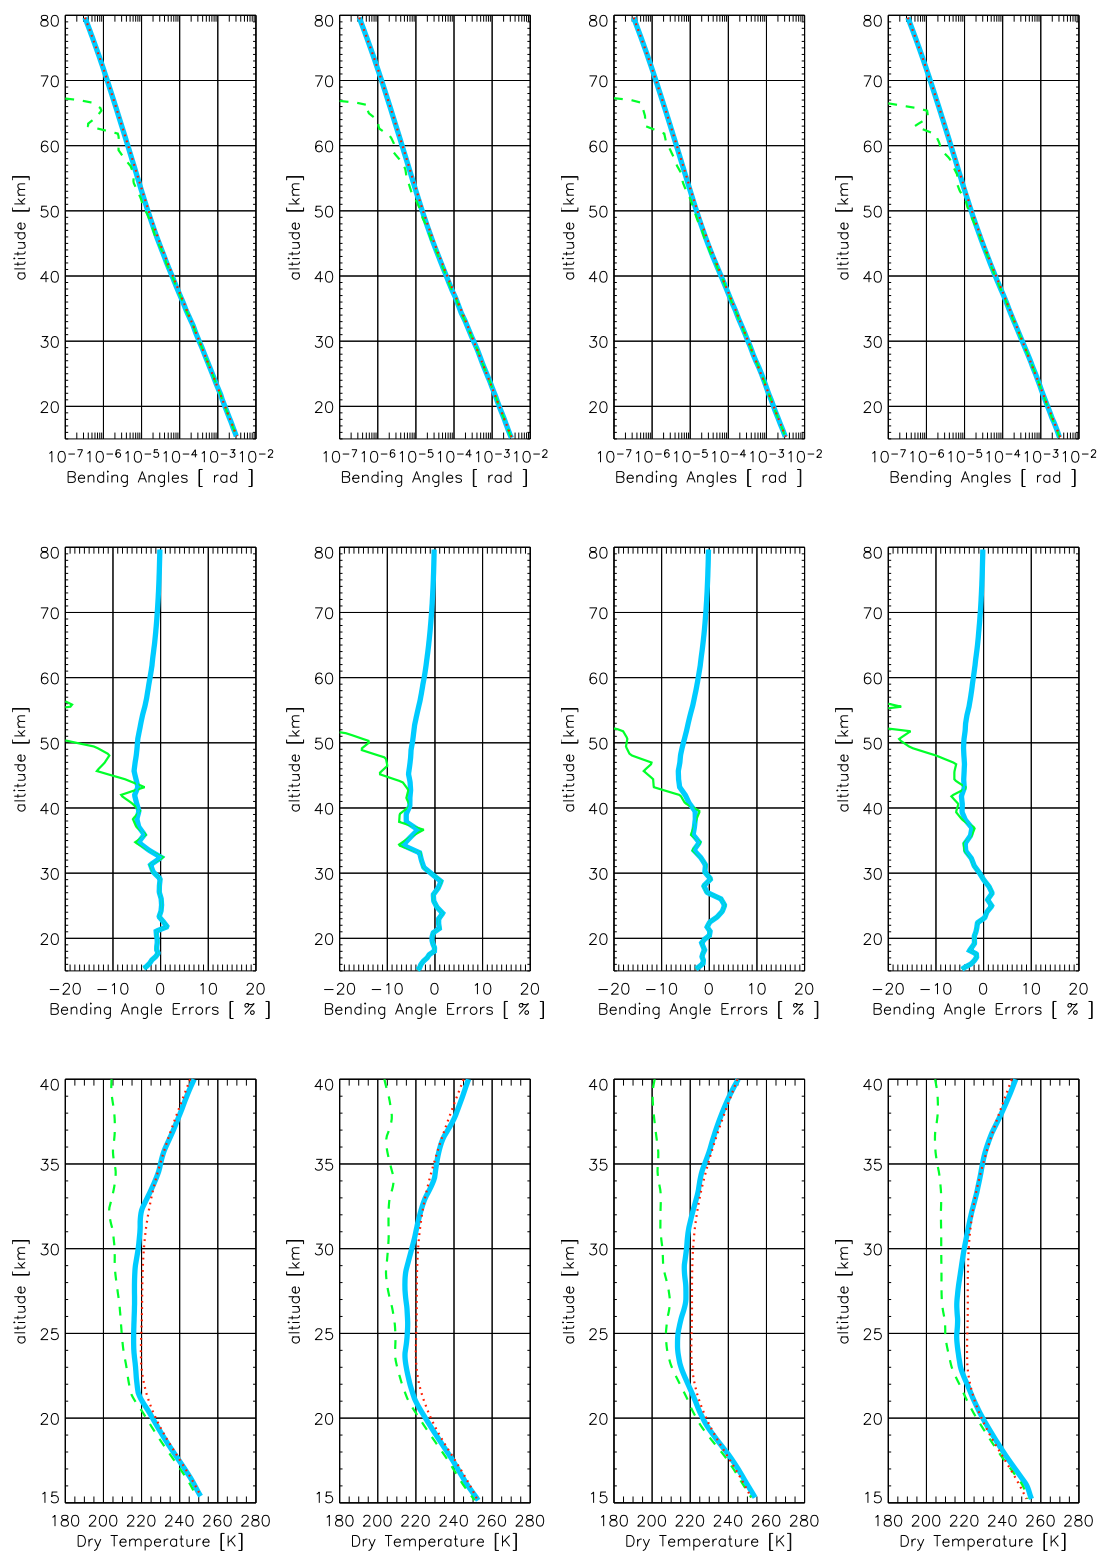 80 80 80 80
70 70 70 70
60 60 60 60
50 50 50 50
40 40 40 40
30 30 30 30
20 20 20 20
altitude [km] altitude [km] altitude [km] altitude [km]
10-7 10-6 10-5 10-4 10-3 10-2 10-7 10-6 10-5 10-4 10-3 10-2 10-7 10-6 10-5 10-4 10-3 10-2 10-7 10-6 10-5 10-4 10-3 10-2
Bending Angles [ rad ] Bending Angles [ rad ] Bending Angles [ rad ] Bending Angles [ rad ]
80 80 80 80
70 70 70 70
60 60 60 60
50 50 50 50
40 40 40 40
30 30 30 30
20 20 20 20
altitude [km] altitude [km] altitude [km] altitude [km]
−20 −10 0 10 20 −20 −10 0 10 20 −20 −10 0 10 20 −20 −10 0 10 20
Bending Angle Errors [ % ] Bending Angle Errors [ % ] Bending Angle Errors [ % ] Bending Angle Errors [ % ]
40 40 40 40
35 35 35 35
30 30 30 30
25 25 25 25
20 20 20 20
15 15 15 15
altitude [km] altitude [km] altitude [km] altitude [km]
180 200 220 240 260 280 180 200 220 240 260 280 180 200 220 240 260 280 180 200 220 240 260 280
Dry Temperature [K] Dry Temperature [K] Dry Temperature [K] Dry Temperature [K]